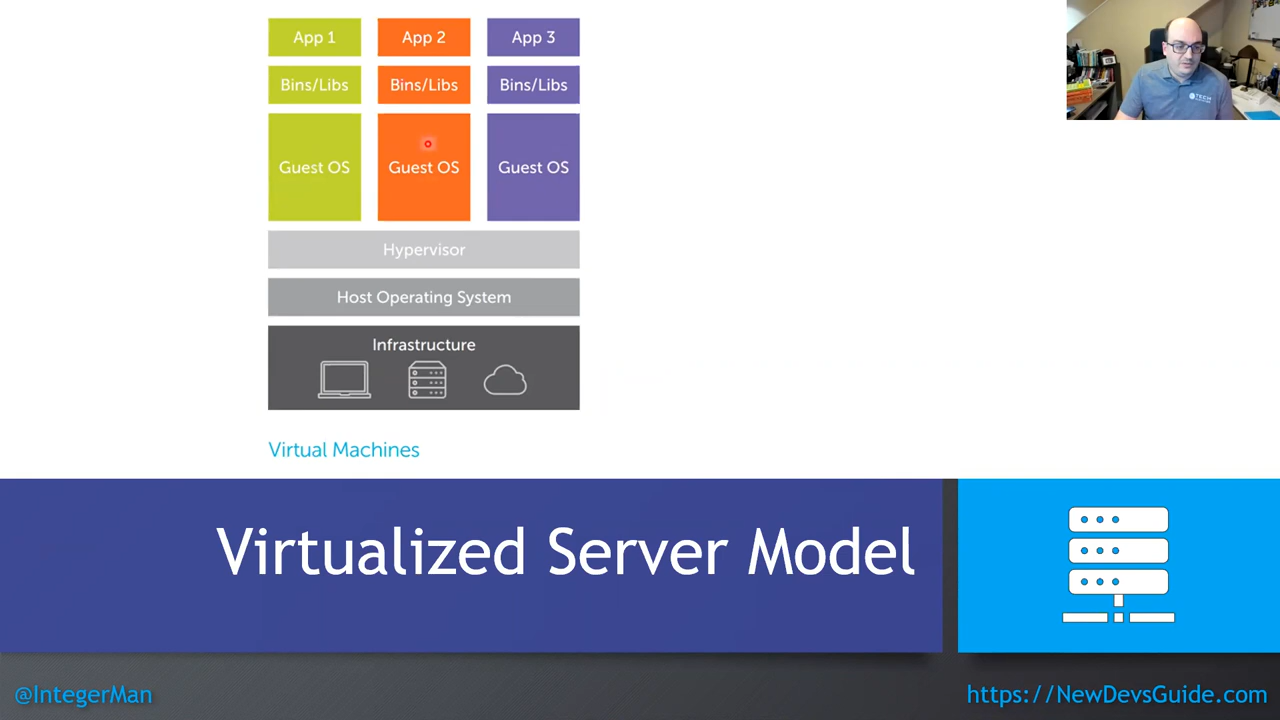 App 1
App 2
App 3
Bins/Libs
Bins/Libs
Bins/Libs
Guest OS
Guest OS
Guest OS
Hypervisor
Host Operating System
Infrastructure
Virtual Machines
Virtualized Server Model
@IntegerMan
https://NewDevsGuide.com
TECH